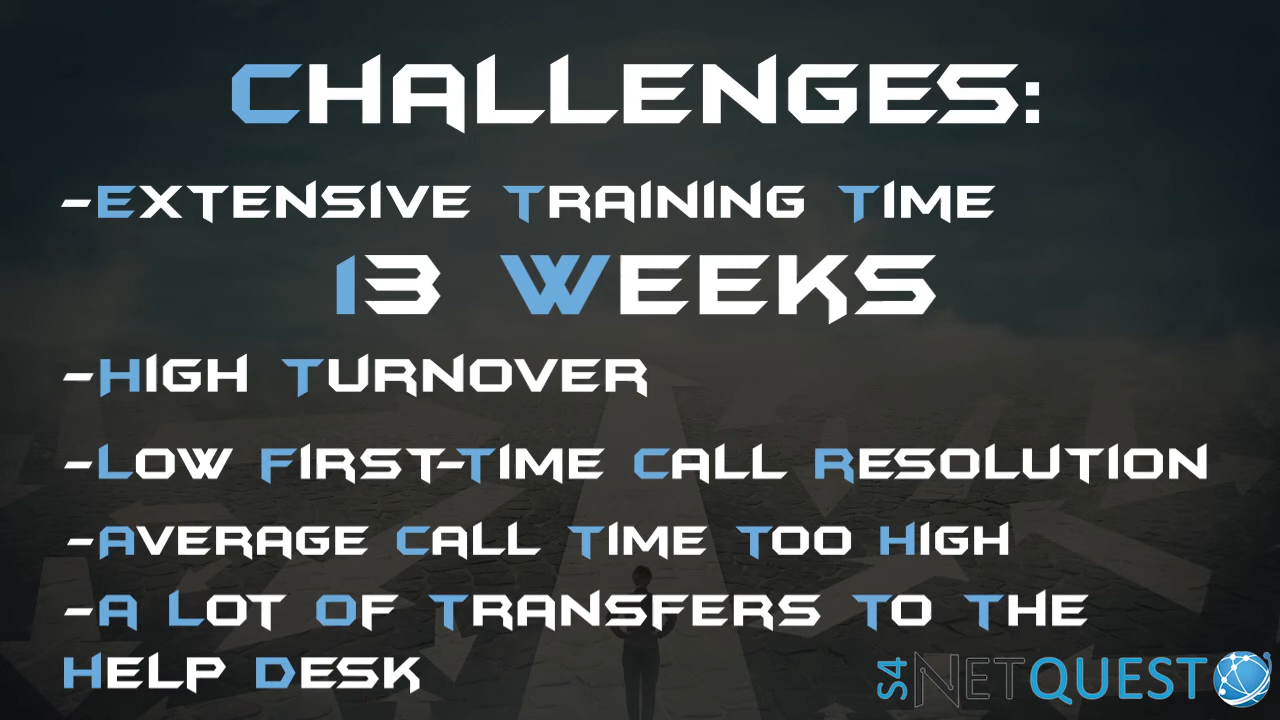 Challenges:
-Extensive Training Time
13 Weeks
-High Turnover
-Low First-Time Call Resolution
-Average Call Time Too High
-A Lot Of Transfers To The
Help Desk
S4 NetQuest